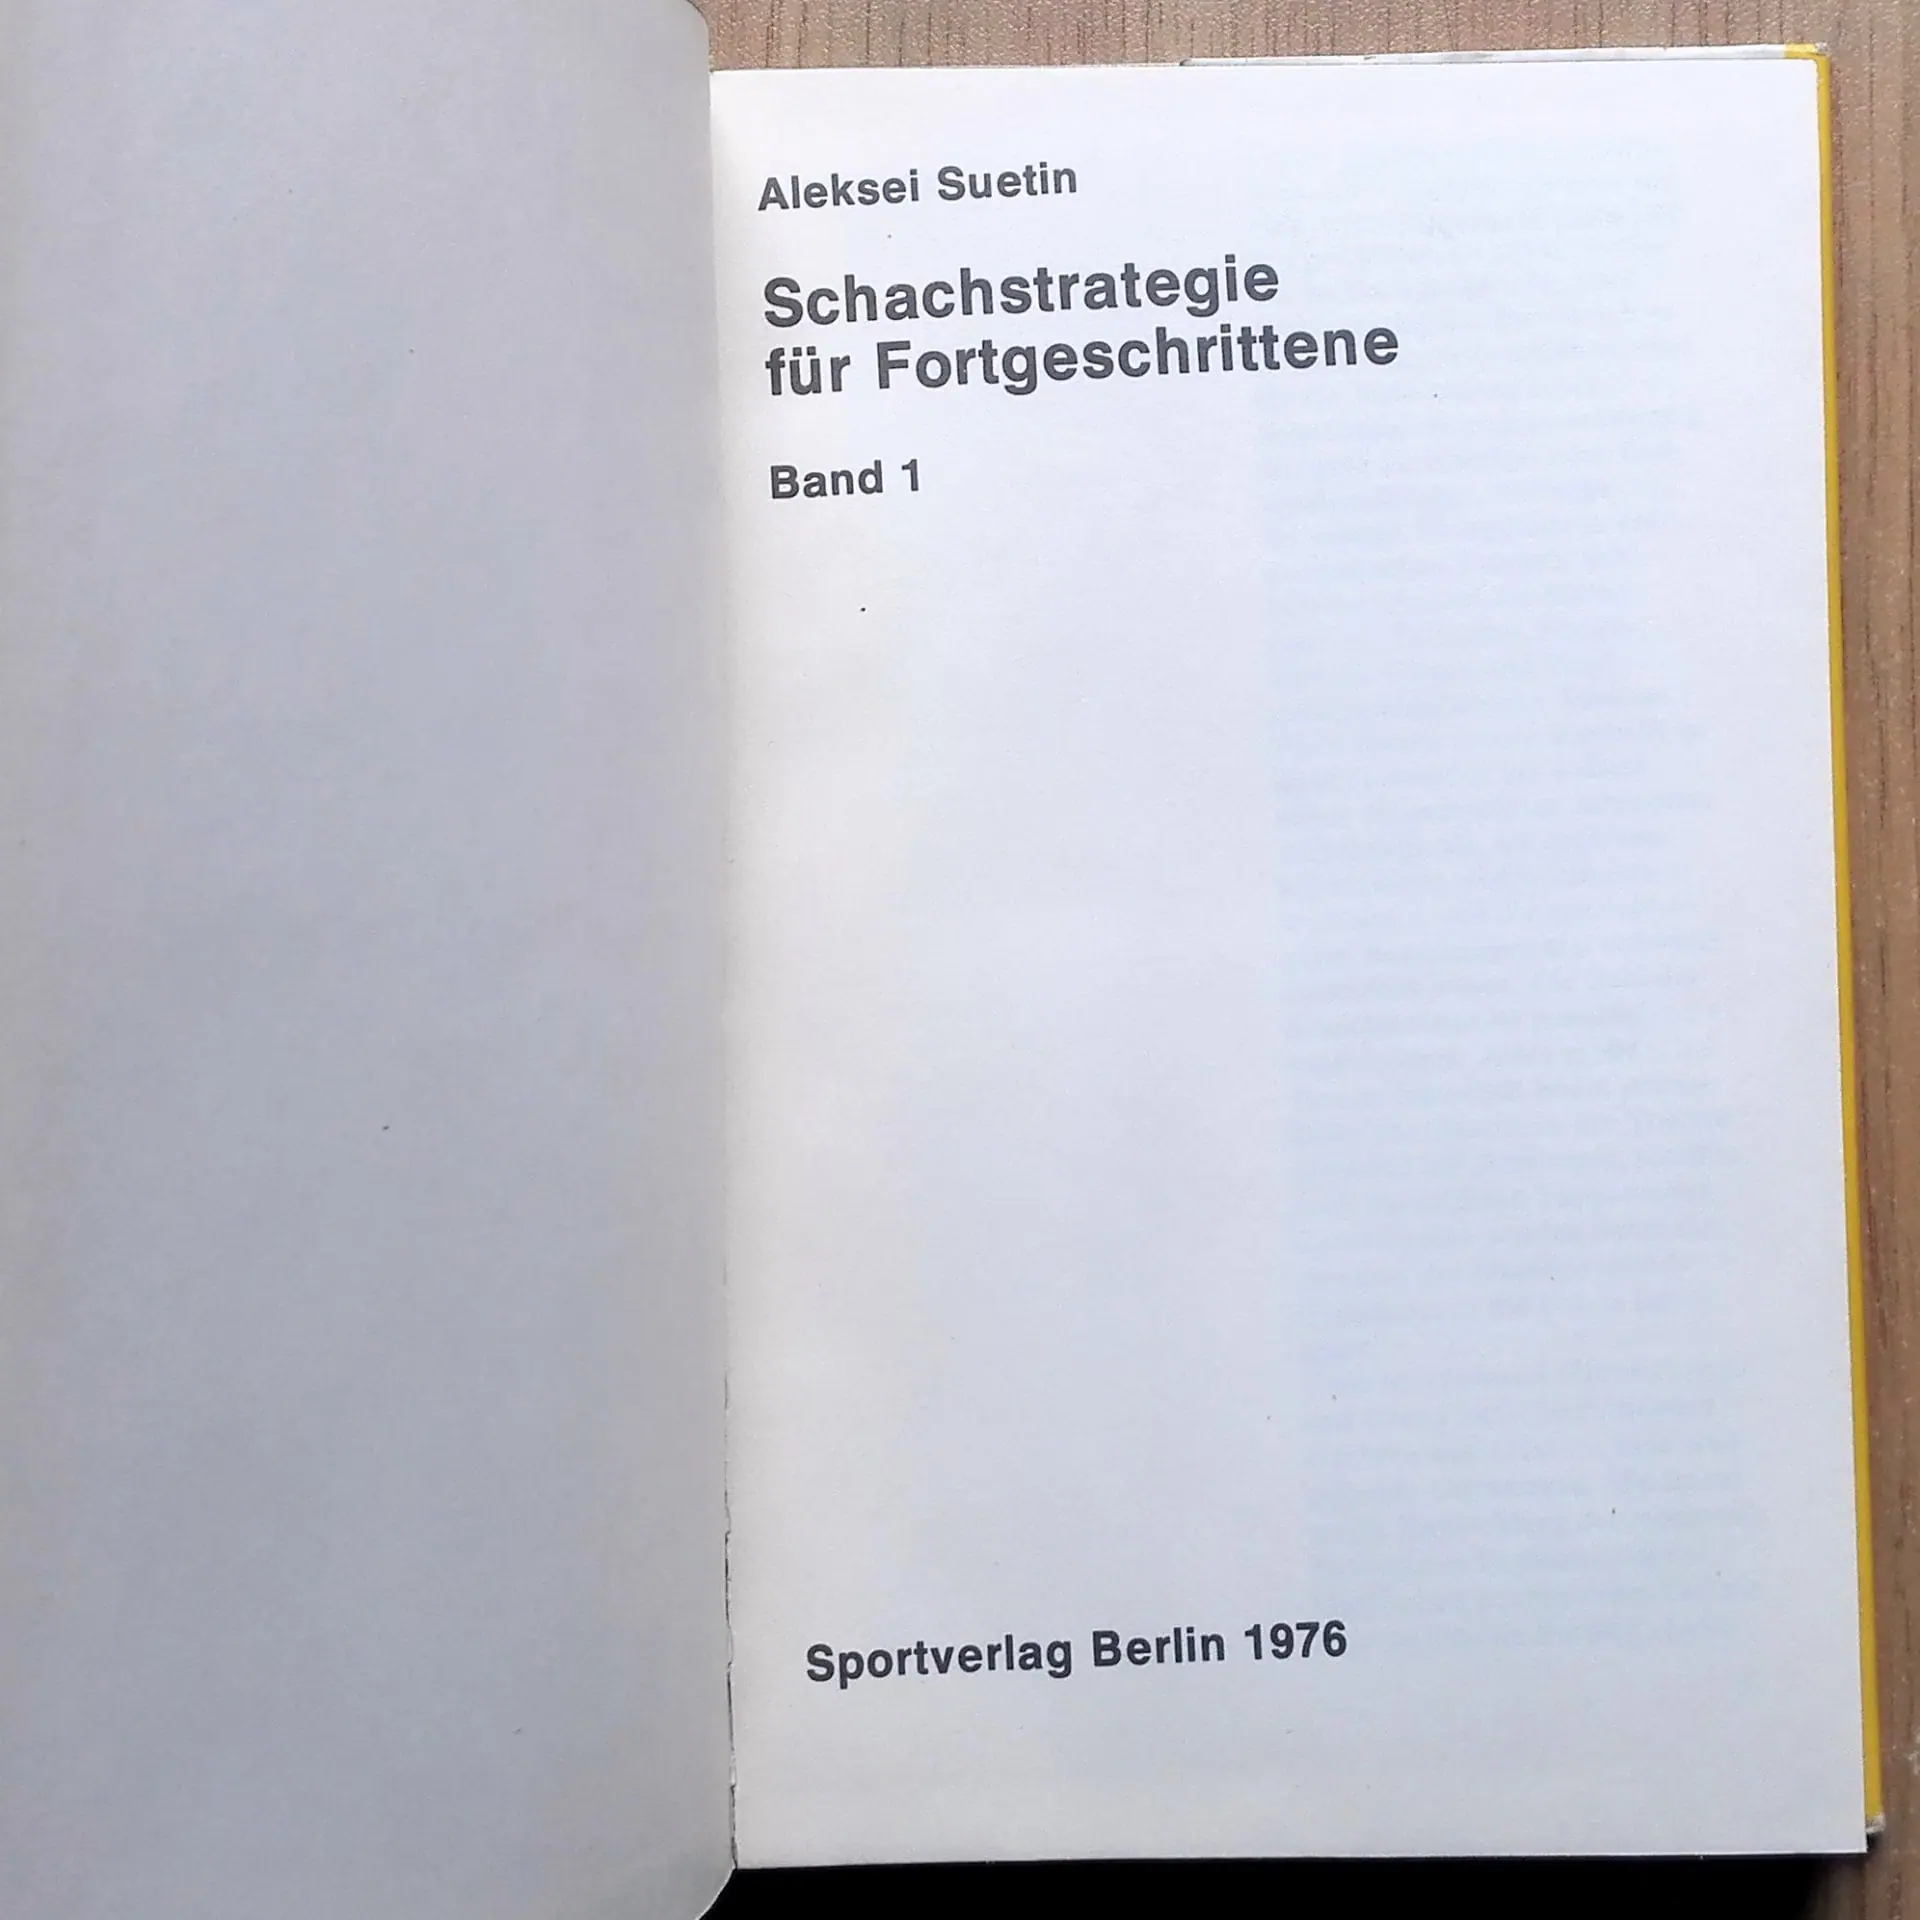 Aleksei Suetin
Schachstrategie
für Fortgeschrittene
Band 1
Sportverlag Berlin 1976